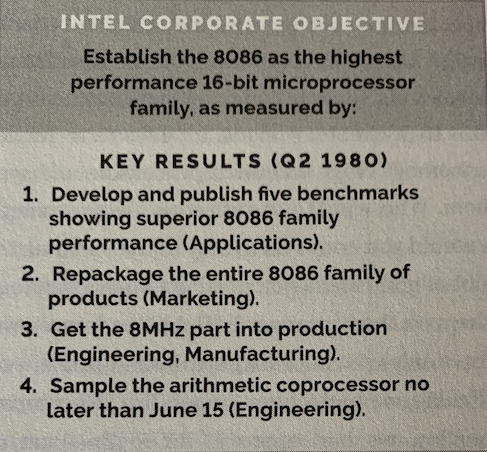 INTEL CORPORATE OBJECTIVE
Establish the 8086 as the highest
performance 16-bit microprocessor
family, as measured by:
KEY RESULTS (Q2 1980)
1. Develop and publish five benchmarks
showing superior 8086 family
performance (Applications).
2. Repackage the entire 8086 family of
products (Marketing).
3. Get the 8MHz part into production
(Engineering, Manufacturing).
4. Sample the arithmetic coprocessor no
later than June 15 (Engineering).